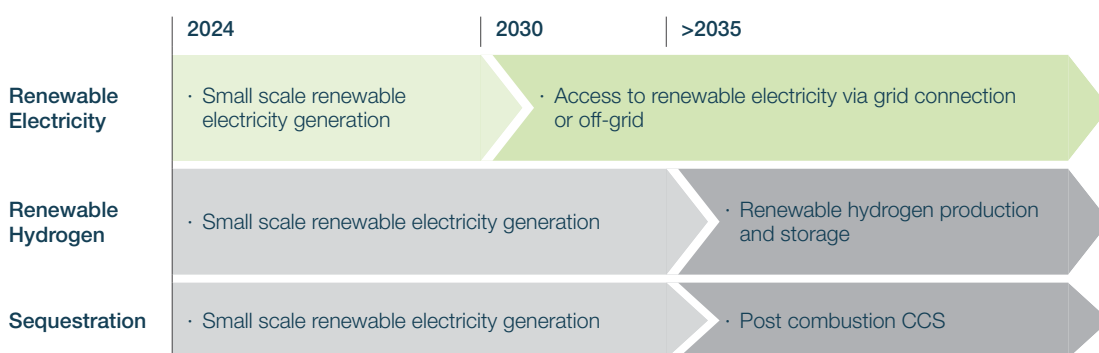 2024 2030 >2035
Renewable
Electricity
· Small scale renewable
electricity generation
· Access to renewable electricity via grid connection
or off-grid
Renewable
Hydrogen
· Small scale renewable electricity generation
· Renewable hydrogen production
and storage
Sequestration
· Small scale renewable electricity generation
· Post combustion CCS